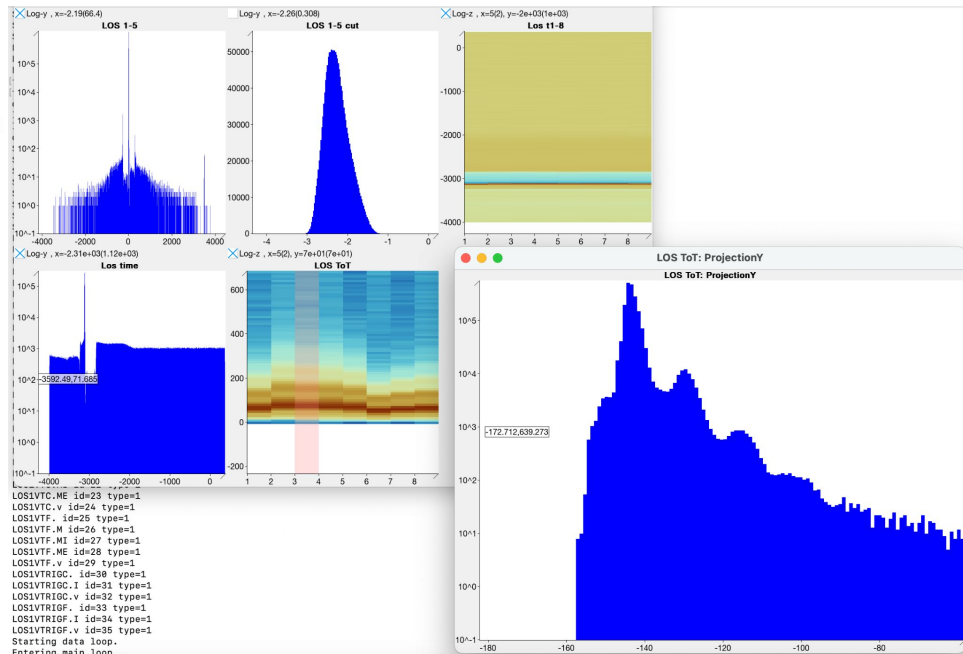 Log-y , x=-2.19(66.4)
Log-y , x=-2.26(0.308)
Log-z , x=5(2), y=-2e+03(1e+03)
LOS 1-5
LOS 1-5 cut
Los t1-8
10^5
10^4
10^3
10^2
10^1
10^0
10^-1
-4000 -2000 0 2000 4000
50000
40000
30000
20000
10000
0
-4 -3 -2 -1 0
0
-1000
-2000
-3000
-4000
1 2 3 4 5 6 7 8
Log-y , x=-2.31e+03(1.12e+03)
Log-z , x=5(2), y=7e+01(7e+01)
Los time
LOS ToT
10^5
10^4
10^3
10^2
-3592.49,71.685
10^1
10^0
10^-1
-4000 -3000 -2000 -1000 0
600
400
200
0
-200
1 2 3 4 5 6 7 8
LOS ToT: ProjectionY
LOS ToT: ProjectionY
10^5
10^4
10^3
-172.712,639.273
10^2
10^1
10^0
10^-1
-180 -160 -140 -120 -100 -80
LOS1VTC.ME id=23 type=1
LOS1VTC.v id=24 type=1
LOS1VTF. id=25 type=1
LOS1VTF.M id=26 type=1
LOS1VTF.MI id=27 type=1
LOS1VTF.ME id=28 type=1
LOS1VTF.v id=29 type=1
LOS1VTRIGC. id=30 type=1
LOS1VTRIGC.I id=31 type=1
LOS1VTRIGC.v id=32 type=1
LOS1VTRIGF. id=33 type=1
LOS1VTRIGF.I id=34 type=1
LOS1VTRIGF.v id=35 type=1
Starting data loop.
Entering main loop